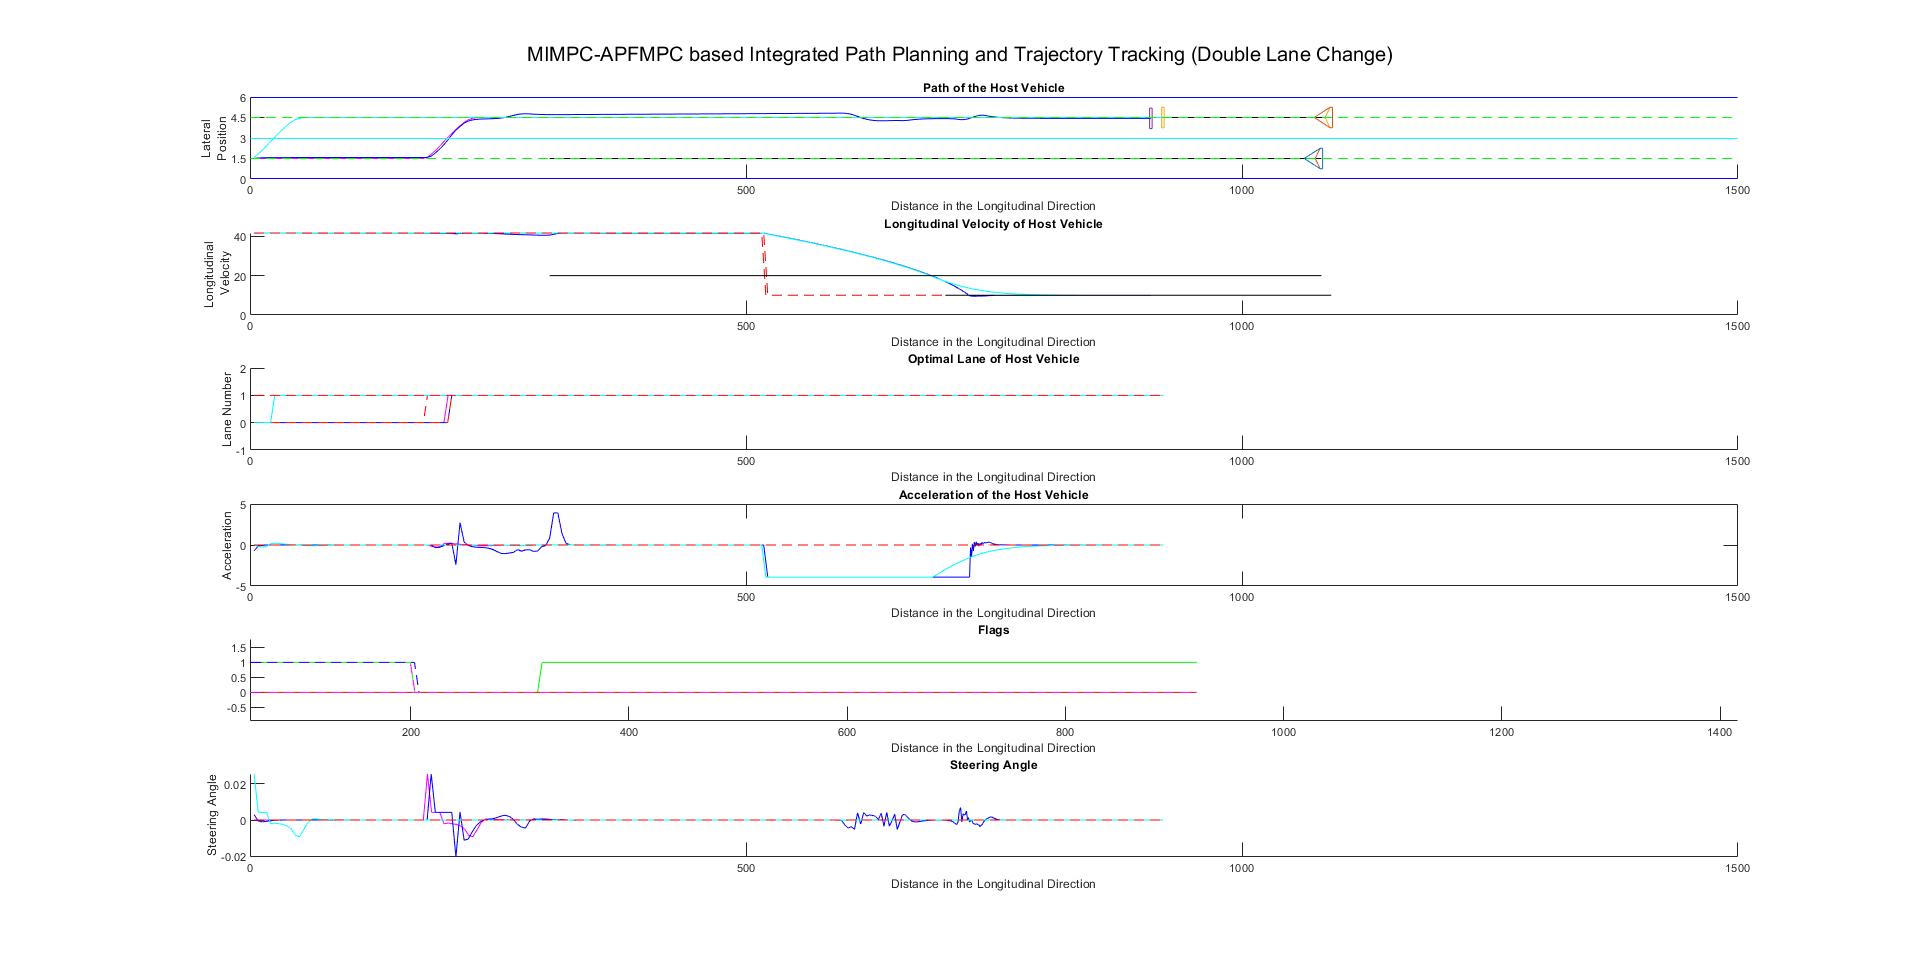 MIMPC-APFMPC based Integrated Path Planning and Trajectory Tracking (Double Lane Change)
Path of the Host Vehicle
Lateral
Position
6
4.5
3
1.5
0
0 500 1000 1500
Distance in the Longitudinal Direction
Longitudinal Velocity of Host Vehicle
Longitudinal
Velocity
40
20
0
0 500 1000 1500
Distance in the Longitudinal Direction
Optimal Lane of Host Vehicle
Lane Number
2
1
0
-1
0 500 1000 1500
Distance in the Longitudinal Direction
Acceleration of the Host Vehicle
Acceleration
5
0
-5
0 500 1000 1500
Distance in the Longitudinal Direction
Flags
1.5
1
0.5
0
-0.5
200 400 600 800 1000 1200 1400
Distance in the Longitudinal Direction
Steering Angle
Steering Angle
0.02
0
-0.02
0 500 1000 1500
Distance in the Longitudinal Direction